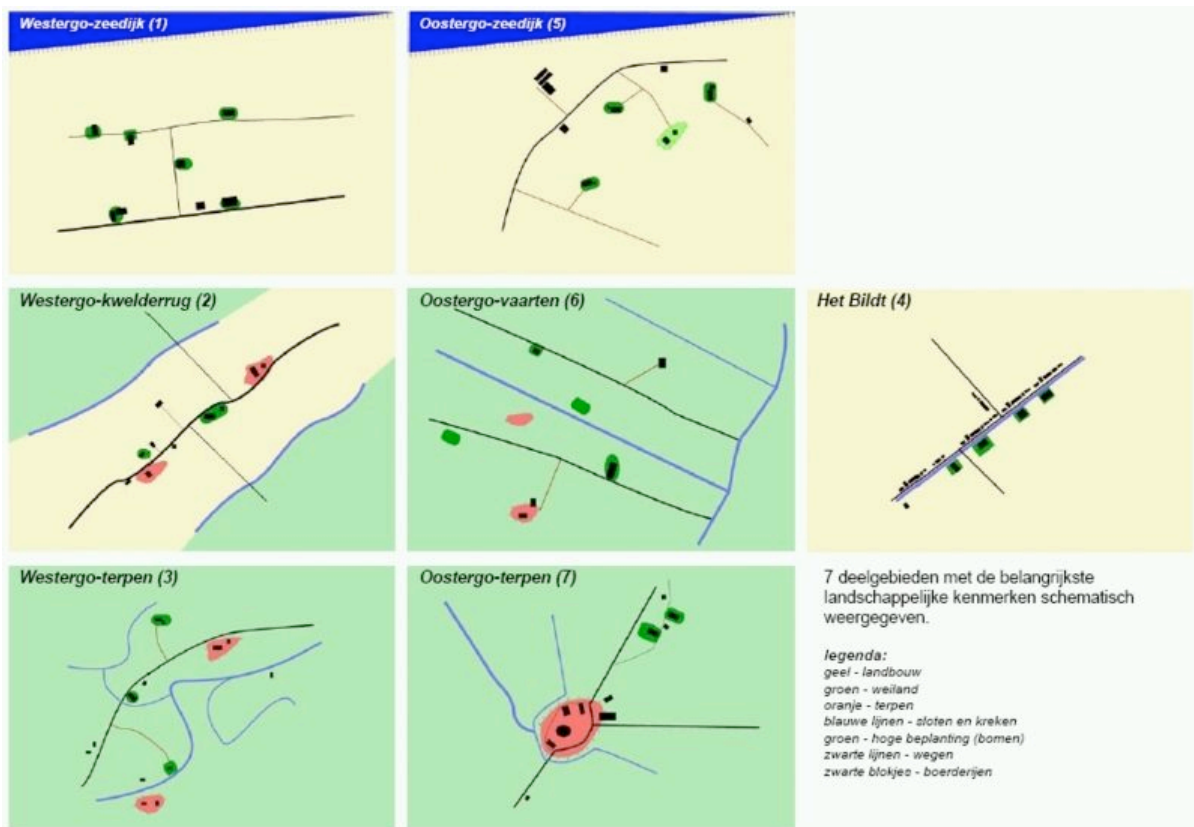 Westergo-zeedijk (1)
Oostergo-zeedijk (5)
Westergo-kwelderrug (2)
Oostergo-vaarten (6)
Het Bildt (4)
Westergo-terpen (3)
Oostergo-terpen (7)
7 deelgebieden met de belangrijkste
landschappelijke kenmerken schematisch
weergegeven.
legenda:
geel - landbouw
groen - weiland
oranje - terpen
blauwe lijnen - sloten en kreken
groen - hoge beplanting (bomen)
zwarte lijnen - wegen
zwarte blokjes - boerderijen